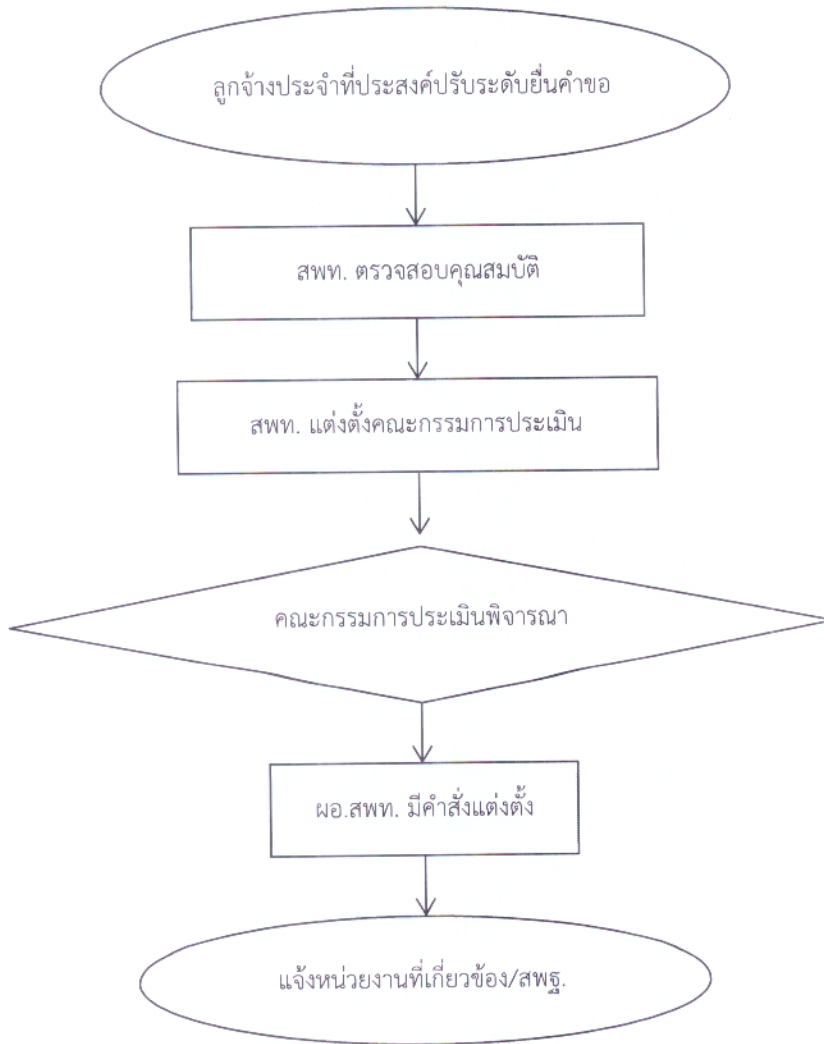 ลูกจ้างประจำที่ประสงค์ปรับระดับยื่นคำขอ
สพท. ตรวจสอบคุณสมบัติ
สพท. แต่งตั้งคณะกรรมการประเมิน
คณะกรรมการประเมินพิจารณา
ผอ.สพท. มีคำสั่งแต่งตั้ง
แจ้งหน่วยงานที่เกี่ยวข้อง/สพฐ.